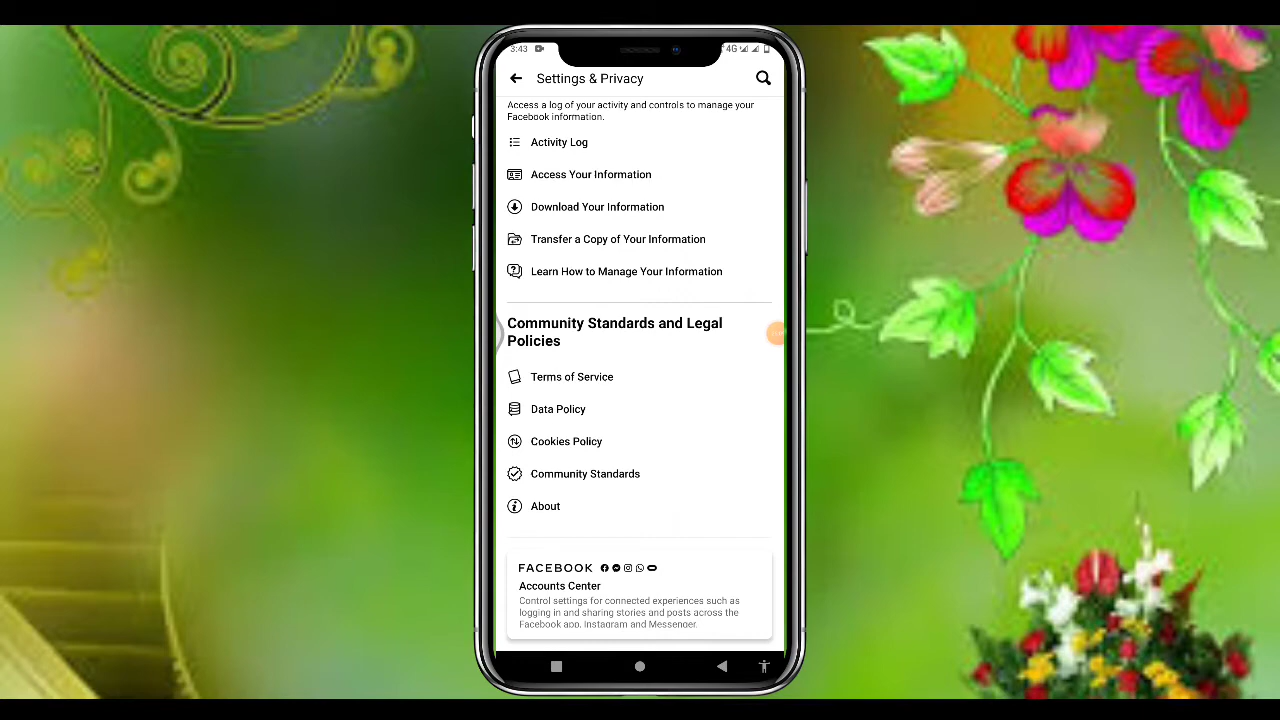 3:43
4G
Settings & Privacy
Access a log of your activity and controls to manage your
Facebook information.
Activity Log
Access Your Information
Download Your Information
Transfer a Copy of Your Information
Learn How to Manage Your Information
Community Standards and Legal
Policies
Terms of Service
Data Policy
Cookies Policy
Community Standards
About
FACEBOOK
Accounts Center
Control settings for connected experiences such as
logging in and sharing stories and posts across the
Facebook app, Instagram and Messenger.